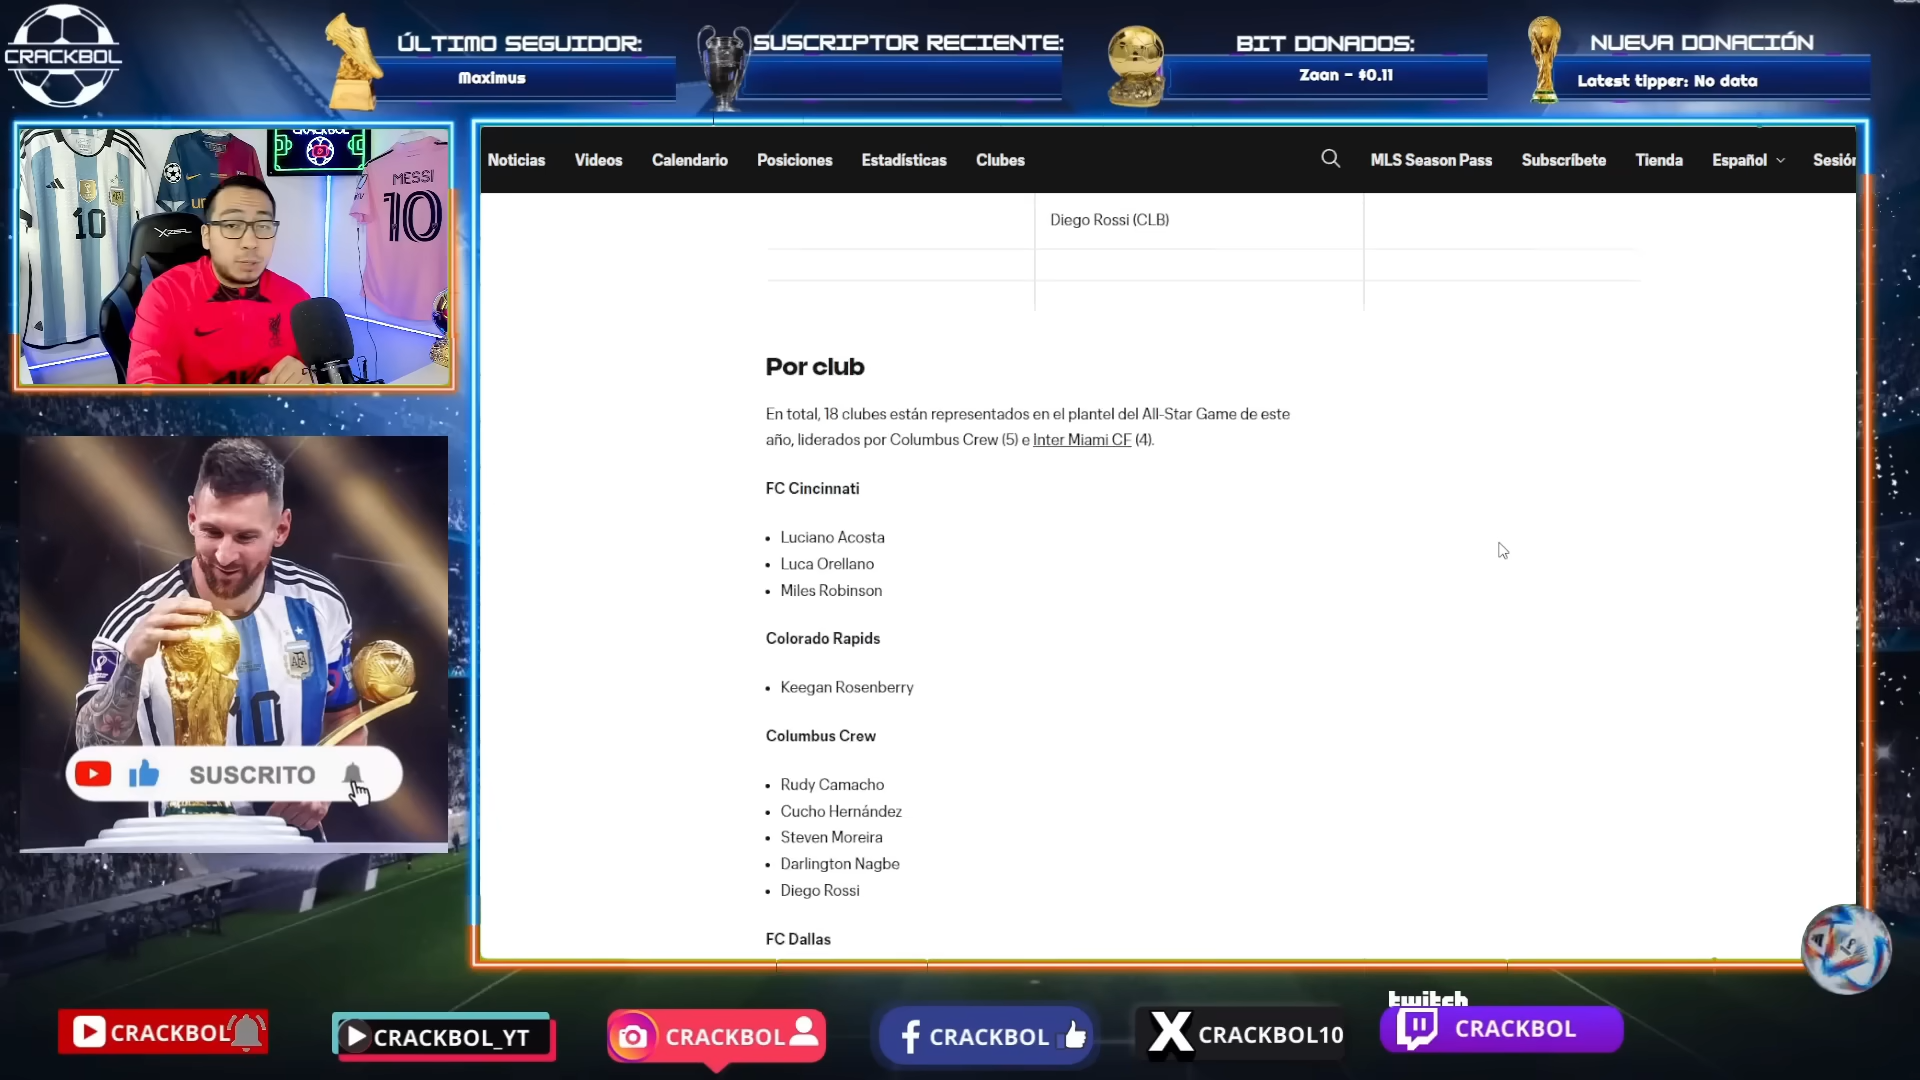 CRACKBOL
ÚLTIMO SEGUIDOR:
Maximus
SUSCRIPTOR RECIENTE:
BIT DONADOS:
Zaan - $0.11
NUEVA DONACIÓN
Latest tipper: No data
10
MESSI
10
CRACKBOL
Noticias Videos Calendario Posiciones Estadísticas Clubes MLS Season Pass Subscríbete Tienda Español Sesión
Diego Rossi (CLB)
Por club
En total, 18 clubes están representados en el plantel del All-Star Game de este
año, liderados por Columbus Crew (5) e Inter Miami CF (4).
FC Cincinnati
• Luciano Acosta
• Luca Orellano
• Miles Robinson
Colorado Rapids
• Keegan Rosenberry
Columbus Crew
• Rudy Camacho
• Cucho Hernández
• Steven Moreira
• Darlington Nagbe
• Diego Rossi
FC Dallas
AFA
10
SUSCRITO
CRACKBOL
CRACKBOL_YT
CRACKBOL
CRACKBOL
CRACKBOL10
twitch
CRACKBOL